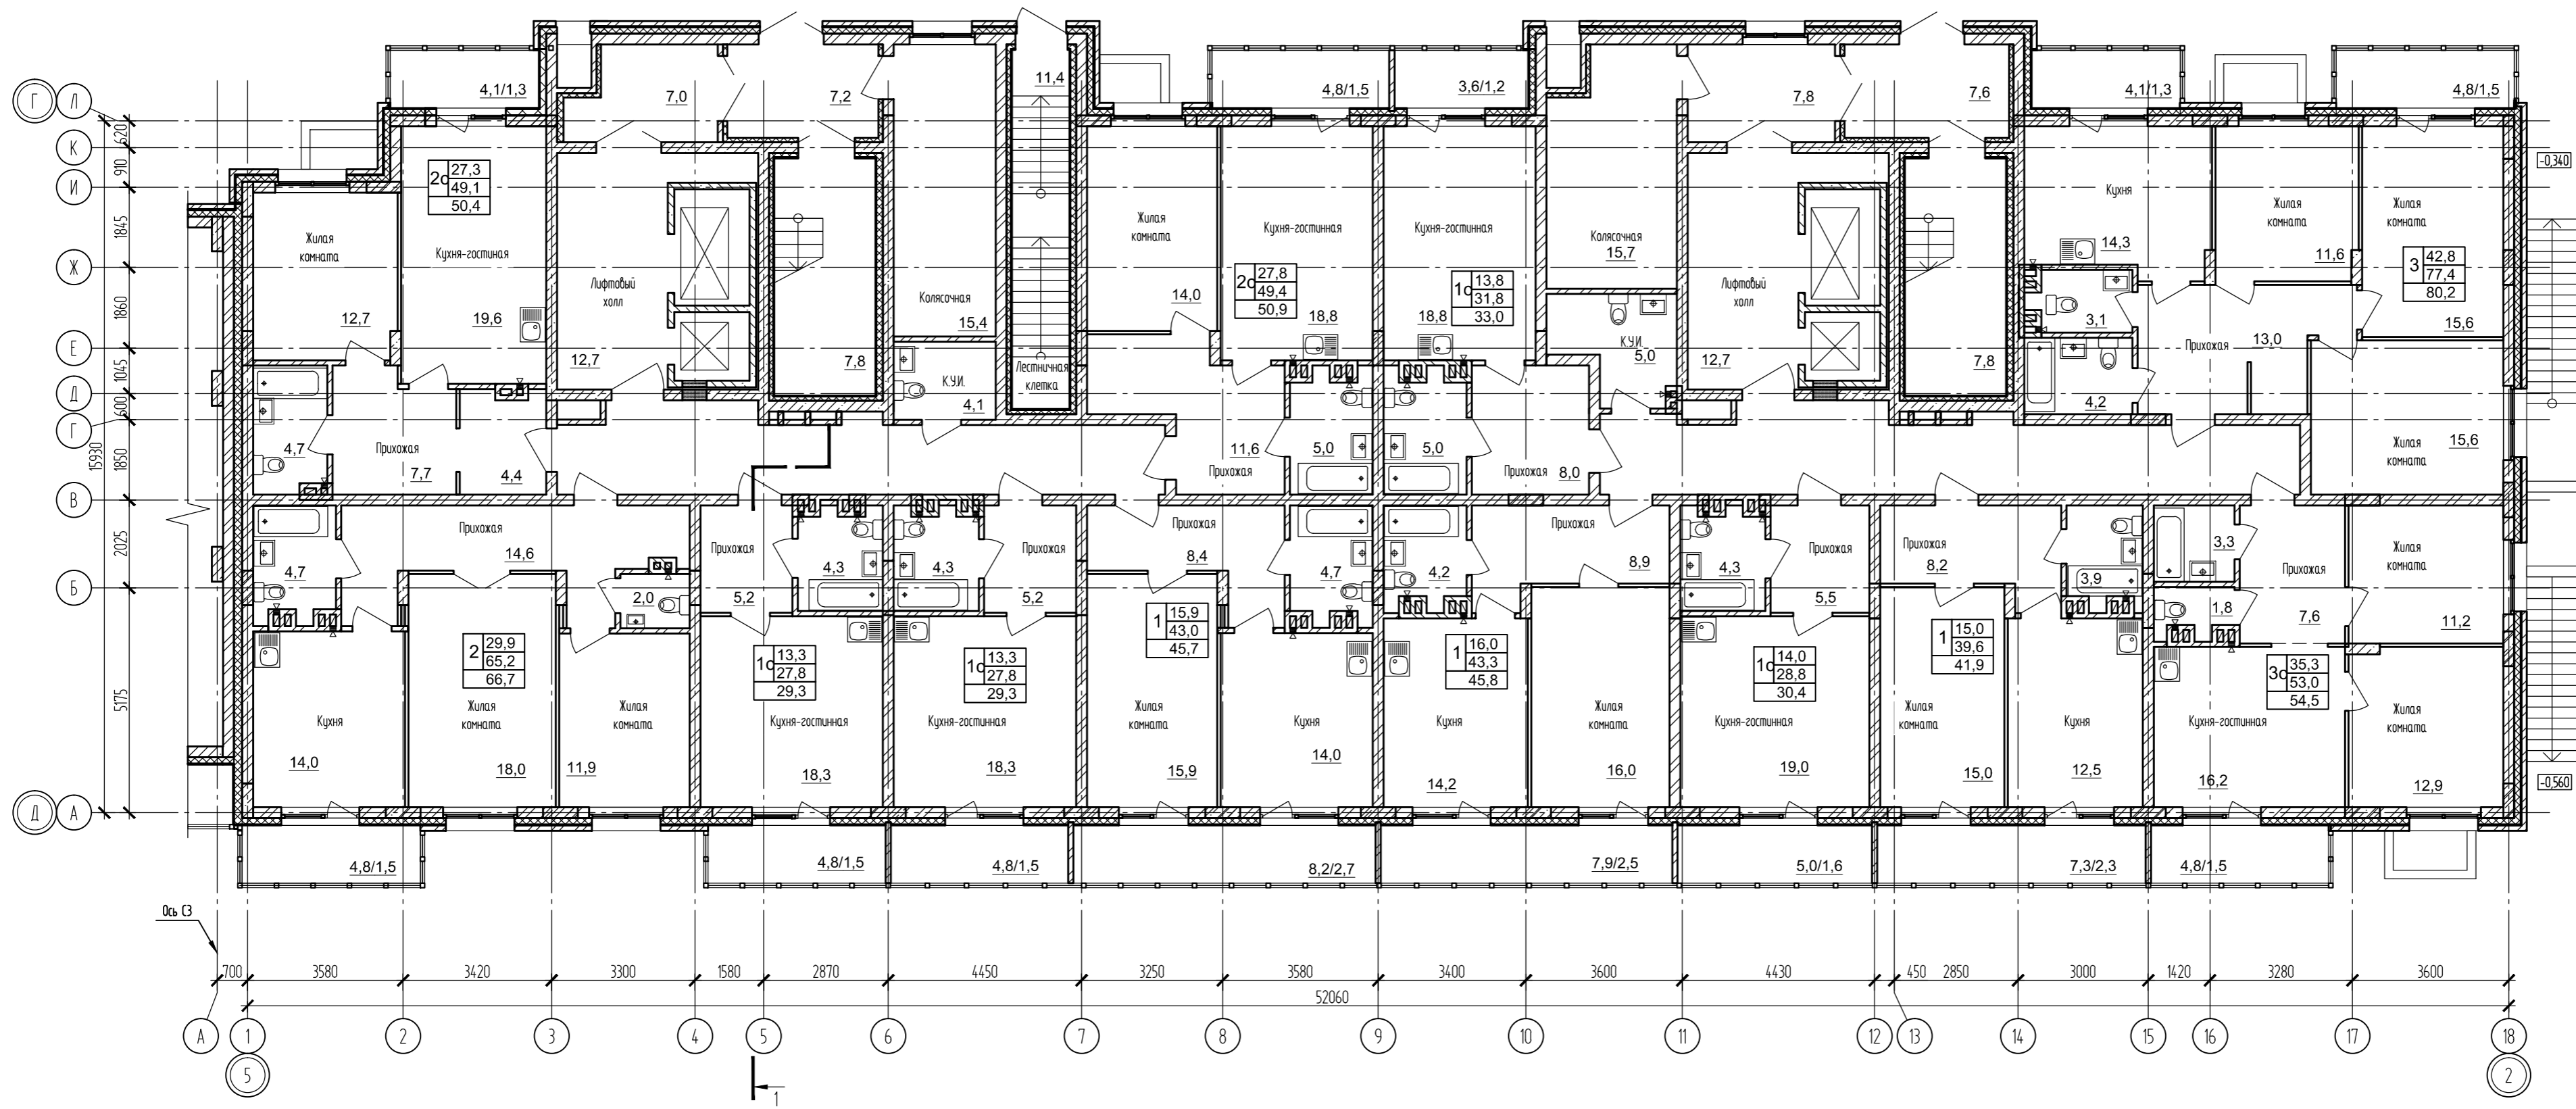 11,4
4,1/1,3
7,0
7,2
4,8/1,5
3,6/1,2
7,8
7,6
4,1/1,3
4,8/1,5
Г
Л
К
И
Ж
Е
Д
Г
В
Б
Д
А
620
910
1845
1860
1045
600
1850
2025
5175
15930
-0,340
-0,560
2с
27,3
49,1
50,4
Жилая
комната
12,7
Кухня-гостиная
19,6
Лифтовый
холл
12,7
7,8
Колясочная
15,4
К.У.И.
4,1
Лестничная
клетка
Жилая
комната
14,0
Кухня-гостинная
2с
27,8
49,4
50,9
18,8
Кухня-гостинная
1с
13,8
31,8
33,0
18,8
Колясочная
15,7
К.У.И.
5,0
Лифтовый
холл
12,7
7,8
Кухня
14,3
3,1
4,2
Жилая
комната
11,6
Прихожая
13,0
Жилая
комната
3
42,8
77,4
80,2
15,6
Жилая
комната
15,6
4,7
Прихожая
7,7
4,4
11,6
Прихожая
5,0
5,0
Прихожая
8,0
Прихожая
14,6
4,7
2,0
Прихожая
5,2
4,3
4,3
Прихожая
5,2
Прихожая
8,4
4,7
4,2
Прихожая
8,9
4,3
Прихожая
5,5
Прихожая
8,2
3,9
3,3
1,8
Прихожая
7,6
Жилая
комната
11,2
Кухня
14,0
2
29,9
65,2
66,7
Жилая
комната
18,0
Жилая
комната
11,9
1с
13,3
27,8
29,3
Кухня-гостинная
18,3
1с
13,3
27,8
29,3
Кухня-гостинная
18,3
1
15,9
43,0
45,7
Жилая
комната
15,9
Кухня
14,0
1
16,0
43,3
45,8
Кухня
14,2
Жилая
комната
16,0
1с
14,0
28,8
30,4
Кухня-гостинная
19,0
1
15,0
39,6
41,9
Жилая
комната
15,0
Кухня
12,5
3с
35,3
53,0
54,5
Кухня-гостинная
16,2
Жилая
комната
12,9
4,8/1,5
4,8/1,5
4,8/1,5
8,2/2,7
7,9/2,5
5,0/1,6
7,3/2,3
4,8/1,5
Ось С3
700
3580
3420
3300
1580
2870
4450
3250
3580
3400
3600
4430
450
2850
3000
1420
3280
3600
52060
А
1
2
3
4
5
6
7
8
9
10
11
12
13
14
15
16
17
18
5
2
1